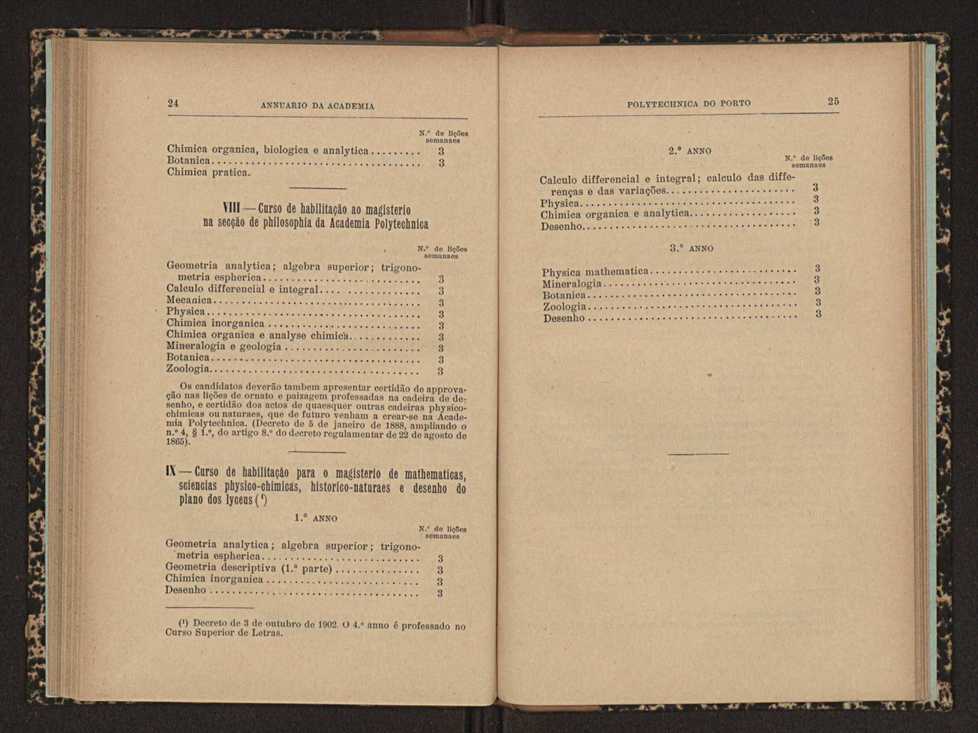 24 ANNUARIO DA ACADEMIA
N.º de lições
semanaes
Chimica organica, biologica e analytica ......... 3
Botanica.................................... 3
Chimica pratica.
VIII — Curso de habilitação ao magisterio
na secção de philosophia da Academia Polytechnica
N.º de lições
semanaes
Geometria analytica; algebra superior; trigono-
metria espherica............................ 3
Calculo differencial e integral................... 3
Mecanica.................................... 3
Physica..................................... 3
Chimica inorganica ............................ 3
Chimica organica e analyse chimica............. 3
Mineralogia e geologia ........................ 3
Botanica.................................... 3
Zoologia.................................... 3
Os candidatos deverão tambem apresentar certidão de approva-
ção nas lições de ornato e paizagem professadas na cadeira de de-
senho, e certidão dos actos de quaesquer outras cadeiras physico-
chimicas ou naturaes, que de futuro venham a crear-se na Acade-
mia Polytechnica. (Decreto de 5 de janeiro de 1888, ampliando o
n.º 4, § 1.º, do artigo 8.º do decreto regulamentar de 22 de agosto de
1865).
IX — Curso de habilitação para o magisterio de mathematicas,
sciencias physico-chimicas, historico-naturaes e desenho do
plano dos lyceus (¹)
1.º ANNO
N.º de lições
semanaes
Geometria analytica; algebra superior; trigono-
metria espherica............................ 3
Geometria descriptiva (1.ª parte) ............... 3
Chimica inorganica ............................ 3
Desenho .................................... 3
(¹) Decreto de 3 de outubro de 1902. O 4.º anno é professado no
Curso Superior de Letras.
POLYTECHNICA DO PORTO 25
2.º ANNO
N.º de lições
semanaes
Calculo differencial e integral; calculo das diffe-
renças e das variações...................... 3
Physica..................................... 3
Chimica organica e analytica.................. 3
Desenho.................................... 3
3.º ANNO
Physica mathematica......................... 3
Mineralogia................................. 3
Botanica.................................... 3
Zoologia.................................... 3
Desenho .................................... 3